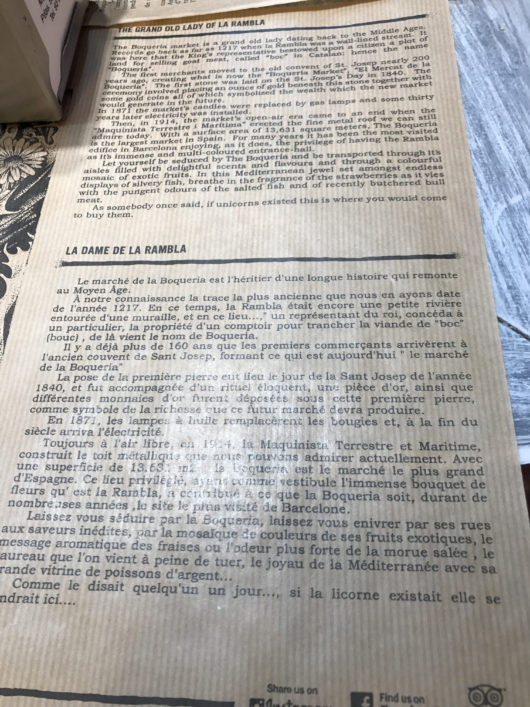 THE GRAND OLD LADY OF LA RAMBLA
The Boqueria market is a grand old lady dating back to the Middle Ages.
Records go back as far as 1217 when la Rambla was a wall-lined stream. It
was here that the King's representative bestowed upon a citizen a plot of
land for selling goat meat, called "boc" in Catalan: hence the name
"Boqueria".
The first merchants moved to the old convent of St. Josep nearly 200
years ago, creating what is now the "Boqueria Market", "El Mercat de la
Boqueria". The first stone was laid on the St. Josep's Day in 1840. The
ceremony involved placing an ounce of gold beneath this stone together with
some gold coins all of which symbolised the wealth which the new market
would generate in the future.
In 1871 the market's candles were replaced by gas lamps and some thirty
years later electricity was installed.
Then, in 1914, the market's open-air era came to an end when the
"Maquinista Terrestre i Marítima" erected the fine metal roof we can still
admire today. With a surface area of 13,631 square meters, The Boqueria
is the largest market in Spain. For many years it has been the most visited
edifice in Barcelona enjoying, as it does, the privilege of having the Rambla
as it's immense and multi-coloured entrance-hall.
Let yourself be seduced by The Boqueria and be transported through it's
aisles filled with delightful scents and flavours and through a colourful
mosaic of exotic fruits. In this Mediterranean jewel set amongst endless
displays of silvery fish, breathe in the fragrance of the strawberries as it vies
with the pungent odours of the salted fish and of recently butchered bull
meat.
As somebody once said, if unicorns existed this is where you would come
to buy them.
LA DAME DE LA RAMBLA
Le marché de la Boqueria est l'héritier d'une longue histoire qui remonte
au Moyen Âge.
À notre connaissance la trace la plus ancienne que nous en ayons date
de l'année 1217. En ce temps, la Rambla était encore une petite rivière
entourée d'une muraille, et en ce lieu...," un représentant du roi, concéda à
un particulier, la propriété d'un comptoir pour trancher la viande de "boc"
(bouc) , de là vient le nom de Boqueria.
Il y a déjà plus de 160 ans que les premiers commerçants arrivèrent à
l'ancien couvent de Sant Josep, formant ce qui est aujourd'hui " le marché
de la Boqueria"
La pose de la première pierre eut lieu le jour de la Sant Josep de l'année
1840, et fut accompagnée d'un rituel éloquent, une pièce d'or, ainsi que
différentes monnaies d'or furent déposées sous cette première pierre,
comme symbole de la richesse que ce futur marché devra produire.
En 1871, les lampes à huile remplacèrent les bougies et, à la fin du
siècle arriva l'électricité.
Toujours à l'air libre, en 1914, la Maquinista Terrestre et Maritime,
construit le toit métallique que nous pouvons admirer actuellement. Avec
une superficie de 13.631 m2 la Boqueria est le marché le plus grand
d'Espagne. Ce lieu privilégié, ayant comme vestibule l'immense bouquet de
fleurs qu' est la Rambla, a contribué à ce que la Boqueria soit, durant de
nombreuses années ,le site le plus visité de Barcelone.
Laissez vous séduire par la Boqueria, laissez vous enivrer par ses rues
aux saveurs inédites, par la mosaïque de couleurs de ses fruits exotiques, le
message aromatique des fraises ou l'odeur plus forte de la morue salée , le
aureau que l'on vient à peine de tuer, le joyau de la Méditerranée avec sa
rande vitrine de poissons d'argent...
Comme le disait quelqu'un un jour..., si la licorne existait elle se
ndrait ici....
Share us on
Find us on